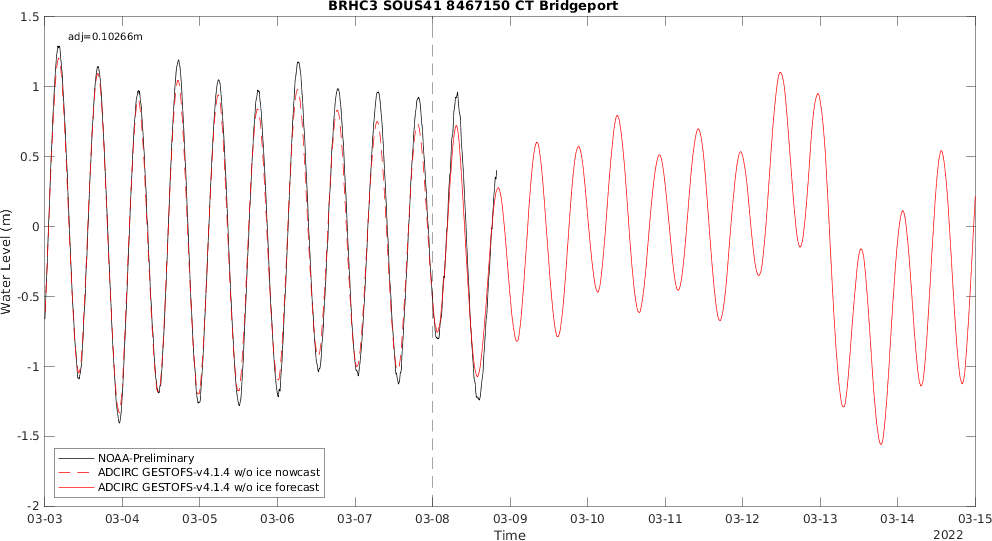 BRHC3 SOUS41 8467150 CT Bridgeport
adj=0.10266m
1.5
1
0.5
0
-0.5
-1
-1.5
-2
Water Level (m)
NOAA-Preliminary
ADCIRC GESTOFS-v4.1.4 w/o ice nowcast
ADCIRC GESTOFS-v4.1.4 w/o ice forecast
03-03 03-04 03-05 03-06 03-07 03-08 03-09 03-10 03-11 03-12 03-13 03-14 03-15
Time
2022